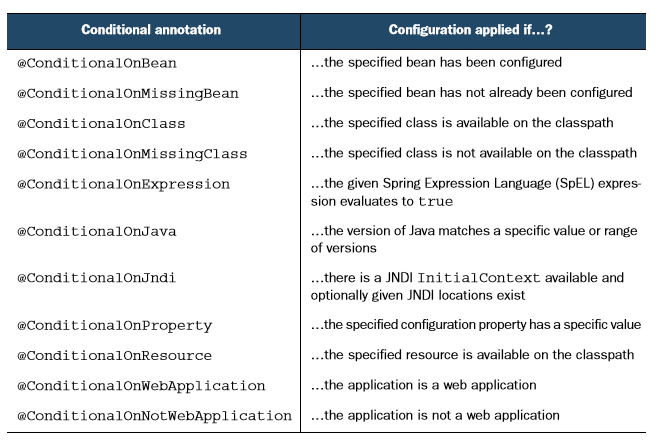 Conditional annotation Configuration applied if…?
@ConditionalOnBean …the specified bean has been configured
@ConditionalOnMissingBean …the specified bean has not already been configured
@ConditionalOnClass …the specified class is available on the classpath
@ConditionalOnMissingClass …the specified class is not available on the classpath
@ConditionalOnExpression …the given Spring Expression Language (SpEL) expres-
sion evaluates to true
@ConditionalOnJava …the version of Java matches a specific value or range
of versions
@ConditionalOnJndi …there is a JNDI InitialContext available and
optionally given JNDI locations exist
@ConditionalOnProperty …the specified configuration property has a specific value
@ConditionalOnResource …the specified resource is available on the classpath
@ConditionalOnWebApplication …the application is a web application
@ConditionalOnNotWebApplication …the application is not a web application